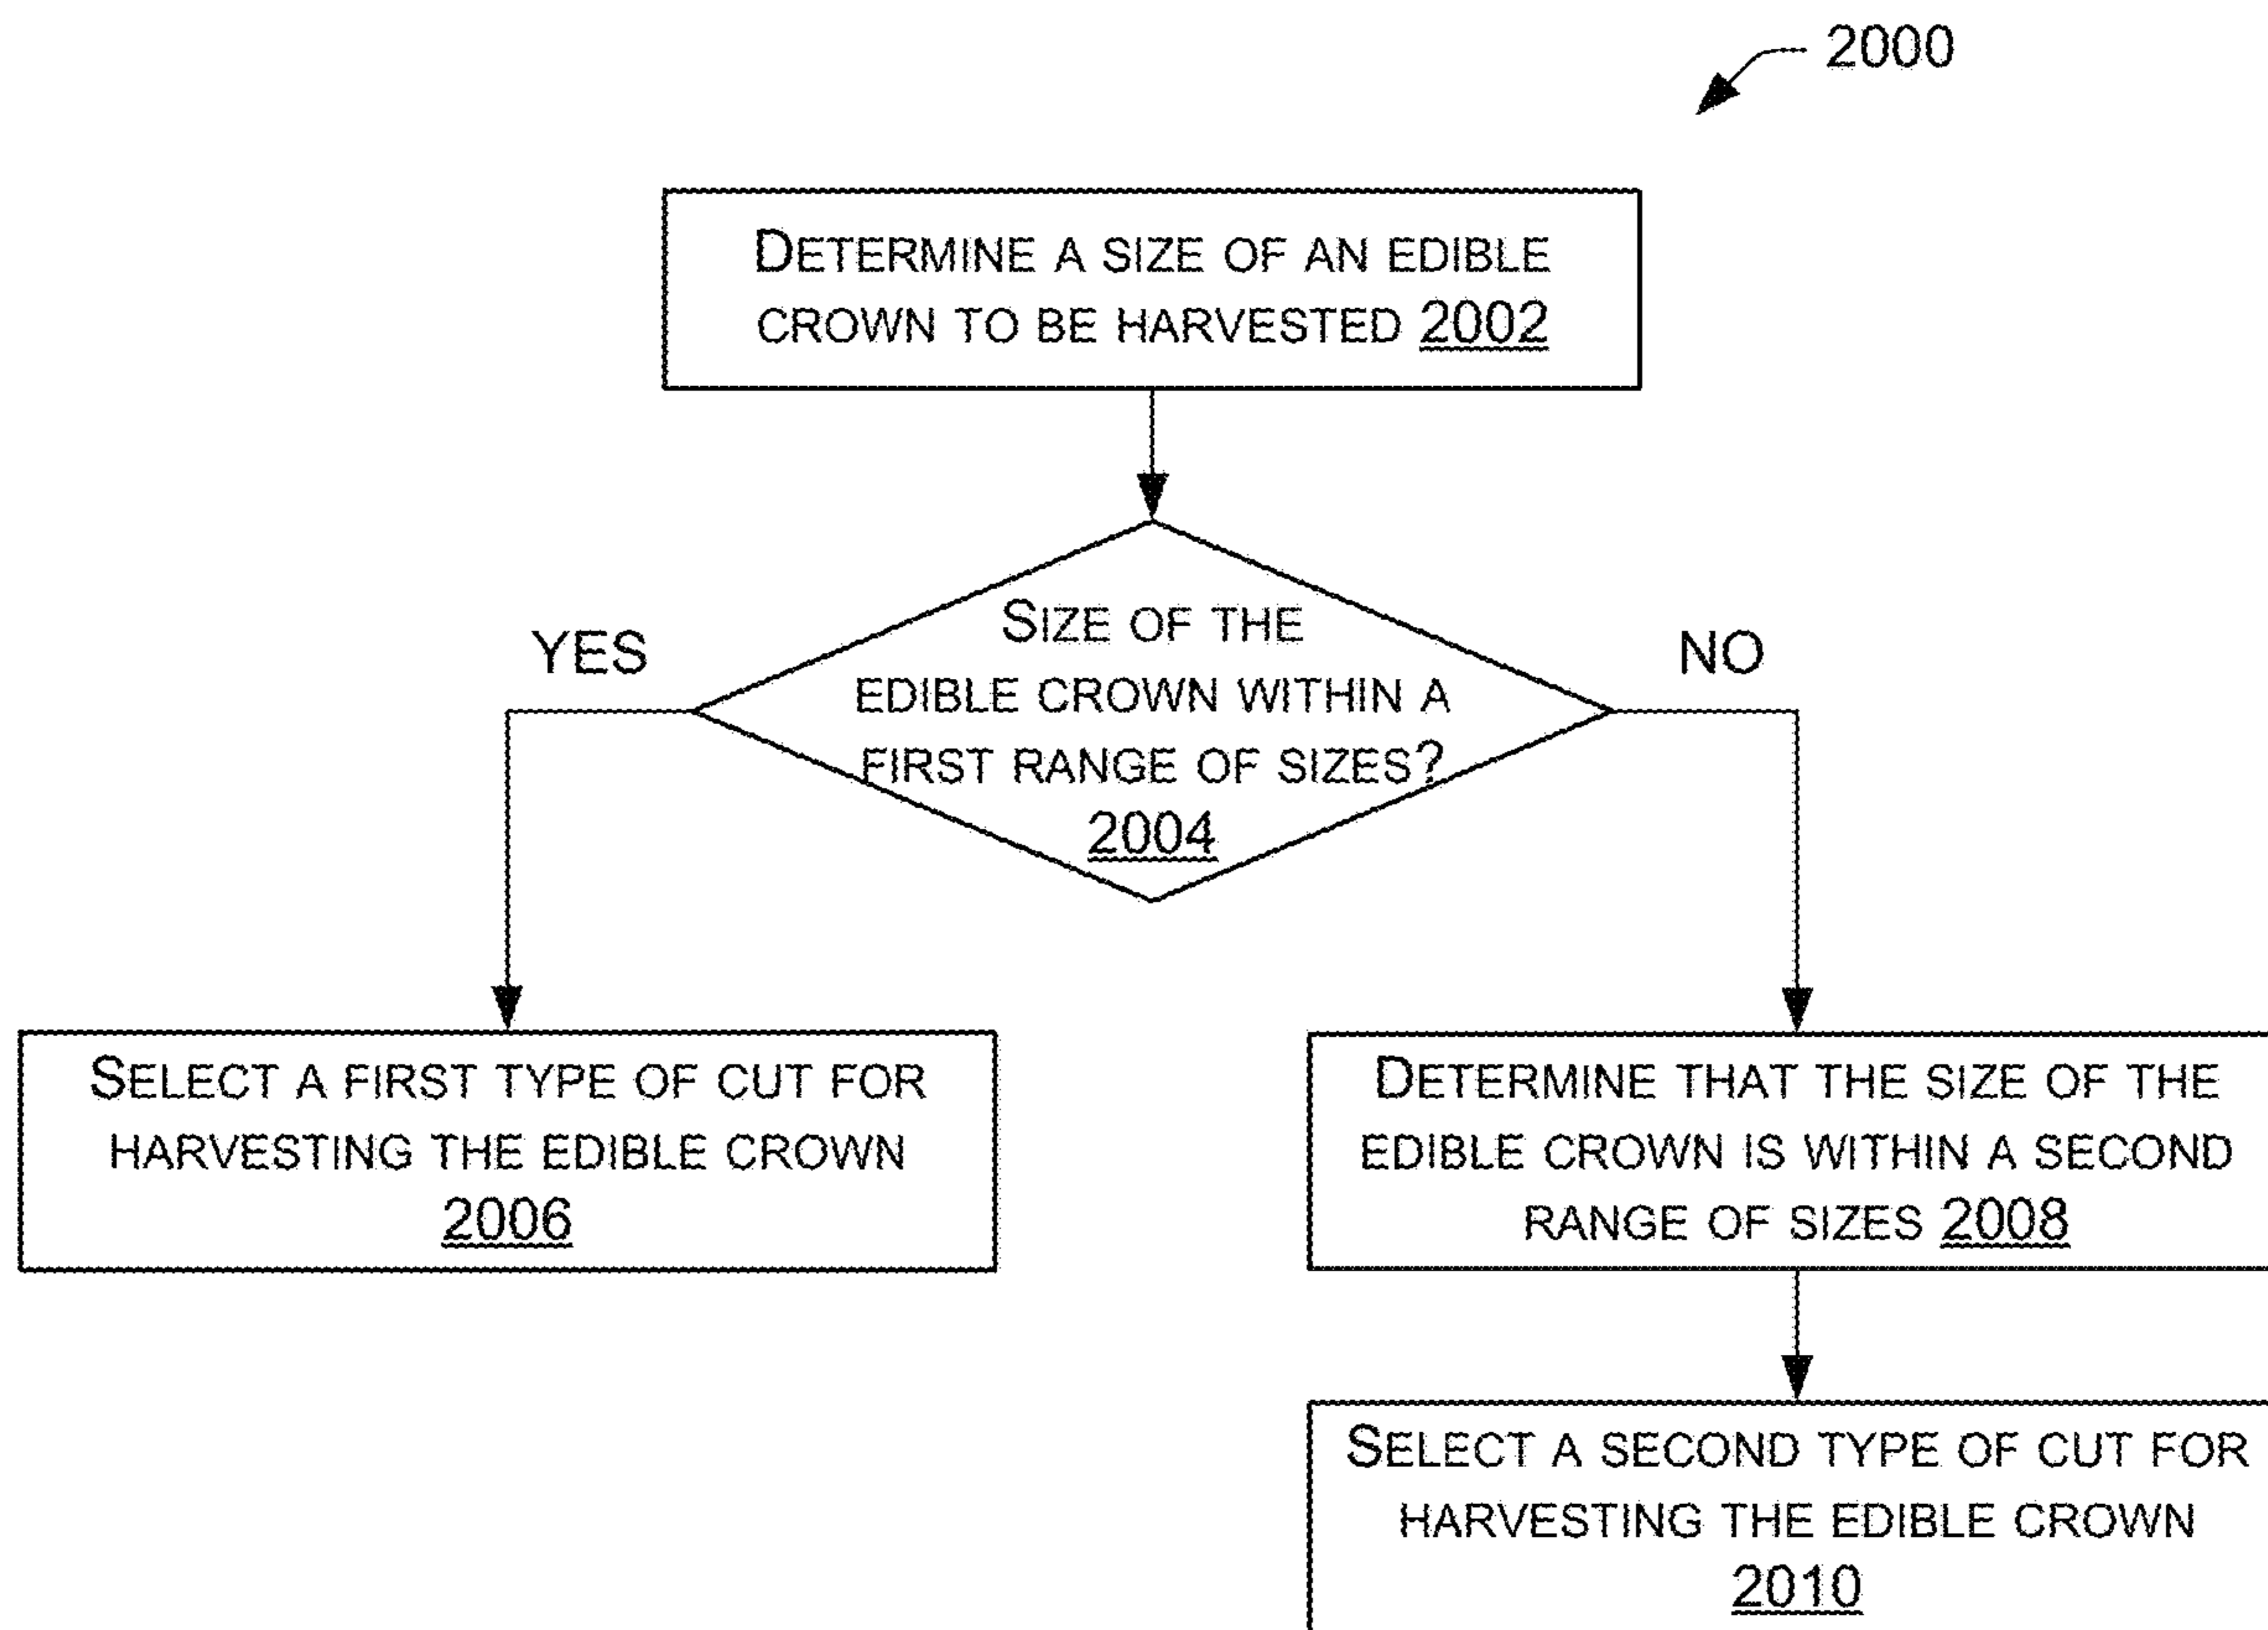 2000
DETERMINE A SIZE OF AN EDIBLE
CROWN TO BE HARVESTED 2002
SIZE OF THE
EDIBLE CROWN WITHIN A
FIRST RANGE OF SIZES?
2004
YES
NO
SELECT A FIRST TYPE OF CUT FOR
HARVESTING THE EDIBLE CROWN
2006
DETERMINE THAT THE SIZE OF THE
EDIBLE CROWN IS WITHIN A SECOND
RANGE OF SIZES 2008
SELECT A SECOND TYPE OF CUT FOR
HARVESTING THE EDIBLE CROWN
2010